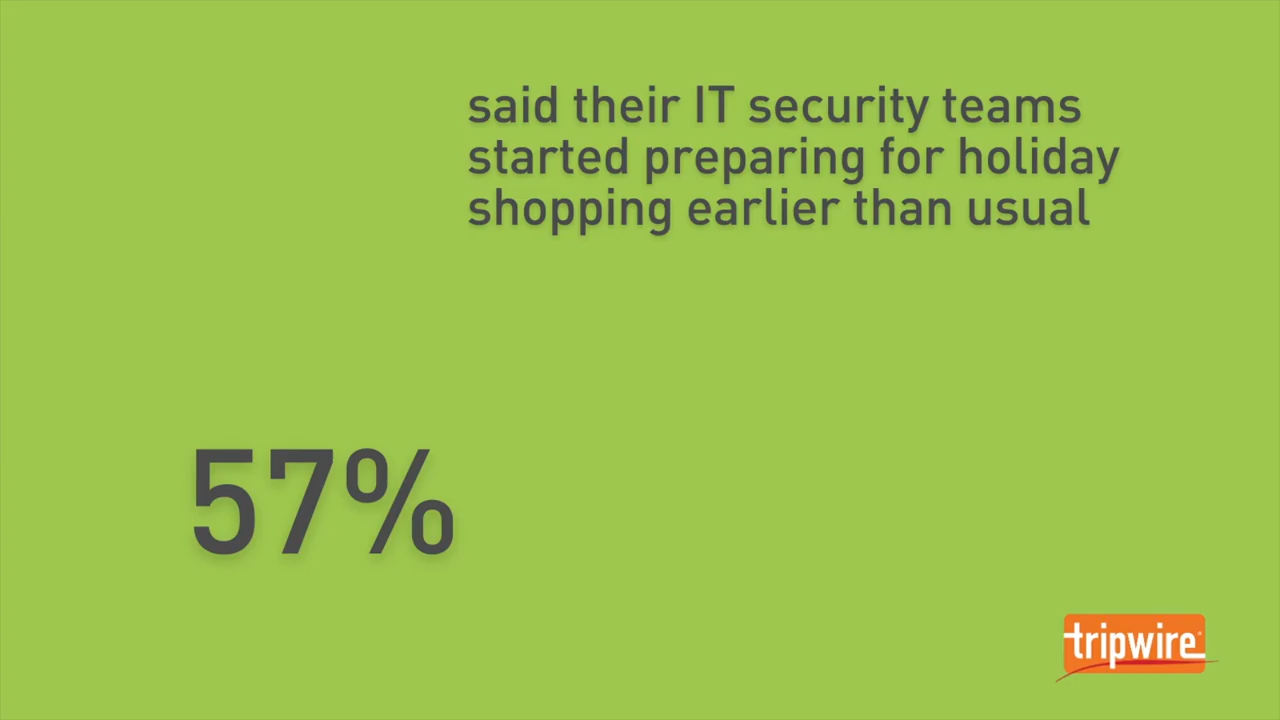 said their IT security teams
started preparing for holiday
shopping earlier than usual
57%
tripwire